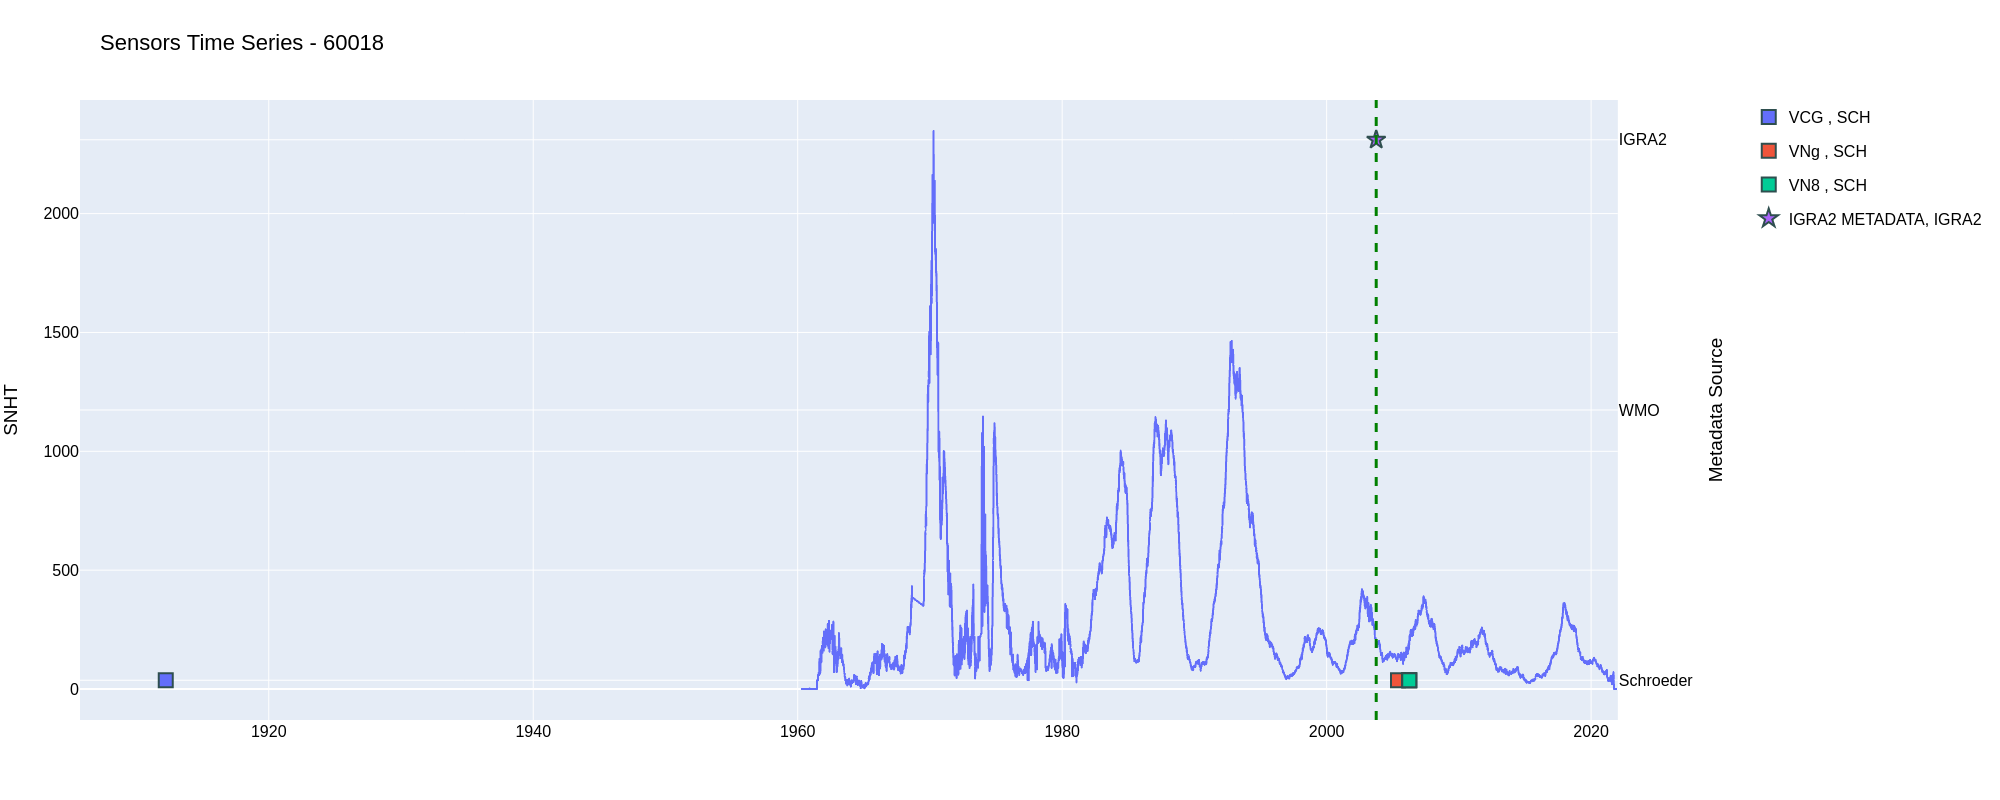 Sensors Time Series - 60018
VCG , SCH
VNg , SCH
VN8 , SCH
IGRA2 METADATA, IGRA2
SNHT
2000
1500
1000
500
0
IGRA2
WMO
Schroeder
Metadata Source
1920 1940 1960 1980 2000 2020